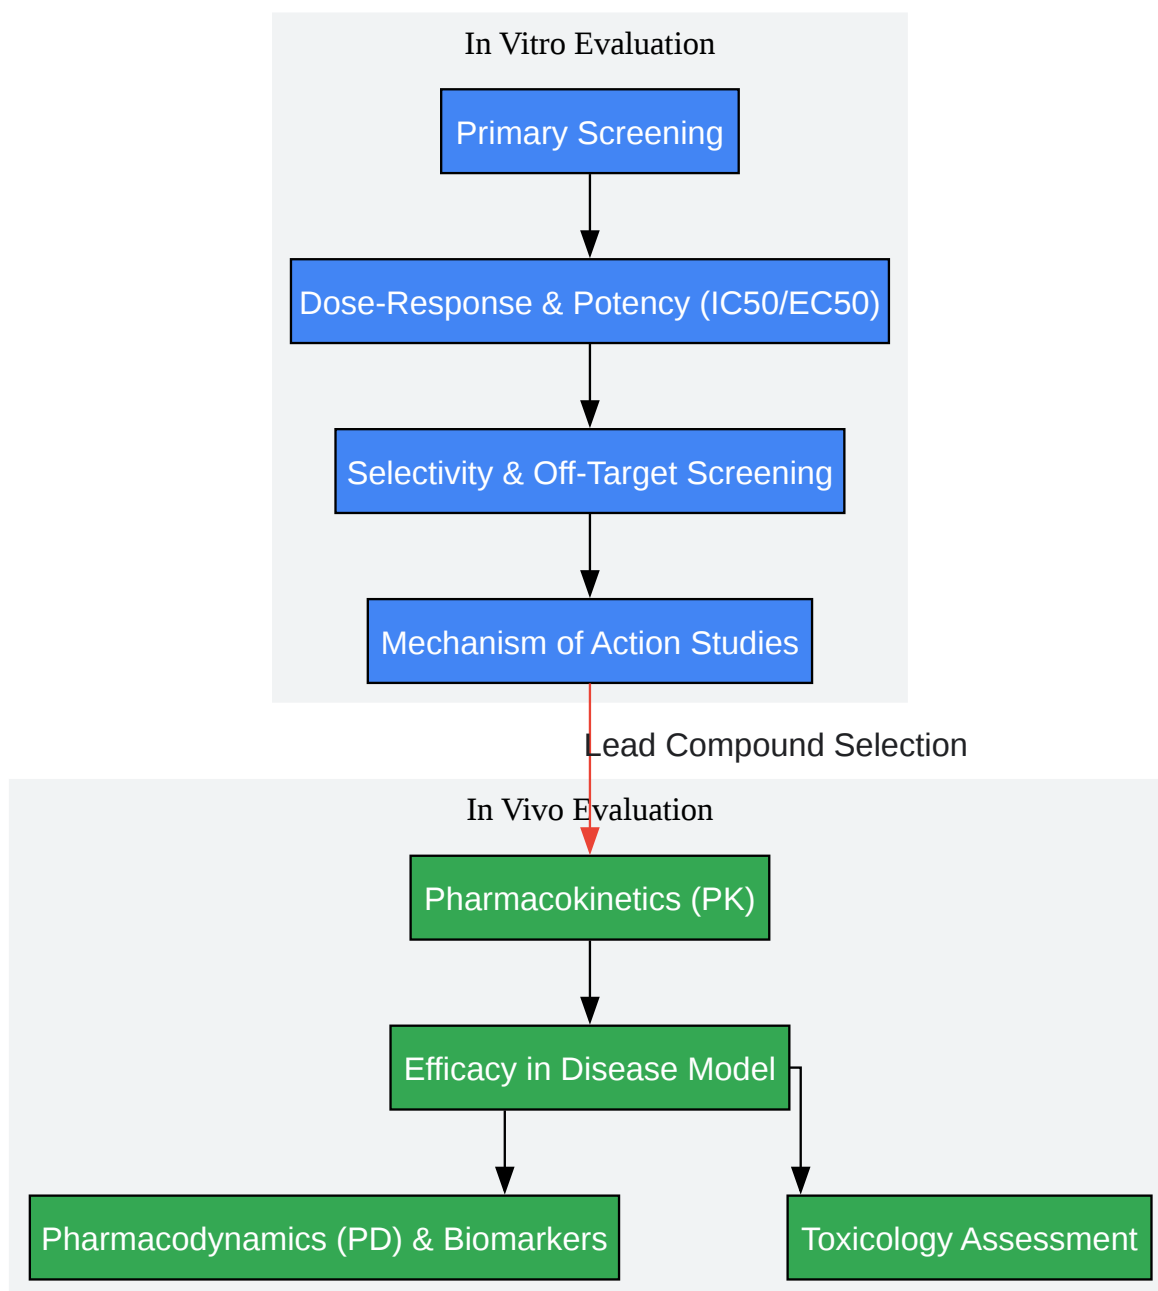 In Vitro Evaluation
Primary Screening
Dose-Response & Potency (IC50/EC50)
Selectivity & Off-Target Screening
Mechanism of Action Studies
Lead Compound Selection
In Vivo Evaluation
Pharmacokinetics (PK)
Efficacy in Disease Model
Pharmacodynamics (PD) & Biomarkers
Toxicology Assessment